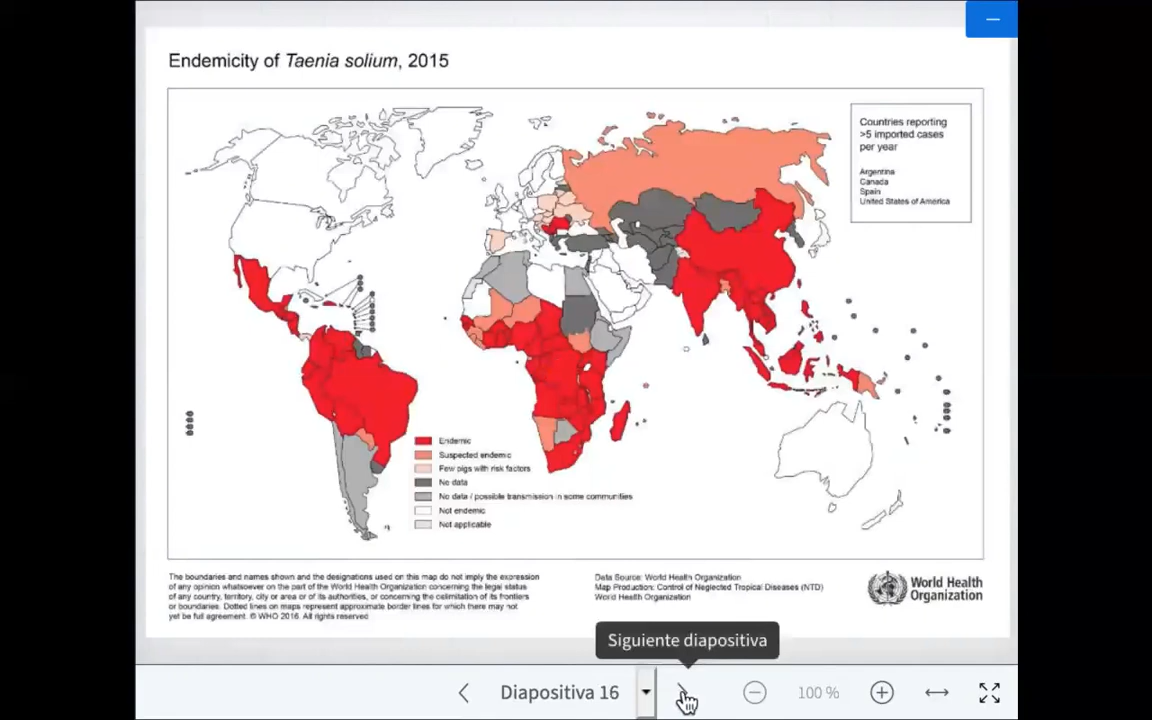 Endemicity of Taenia solium, 2015
Countries reporting
>5 imported cases
per year
Argentina
Canada
Spain
United States of America
Endemic
Suspected endemic
Few pigs with risk factors
No data
No data / possible transmission in some communities
Not endemic
Not applicable
The boundaries and names shown and the designations used on this map do not imply the expression
of any opinion whatsoever on the part of the World Health Organization concerning the legal status
of any country, territory, city or area or of its authorities, or concerning the delimitation of its frontiers
or boundaries. Dotted lines on maps represent approximate border lines for which there may not
yet be full agreement. © WHO 2016. All rights reserved
Data Source: World Health Organization
Map Production: Control of Neglected Tropical Diseases (NTD)
World Health Organization
World Health
Organization
Siguiente diapositiva
Diapositiva 16
100 %